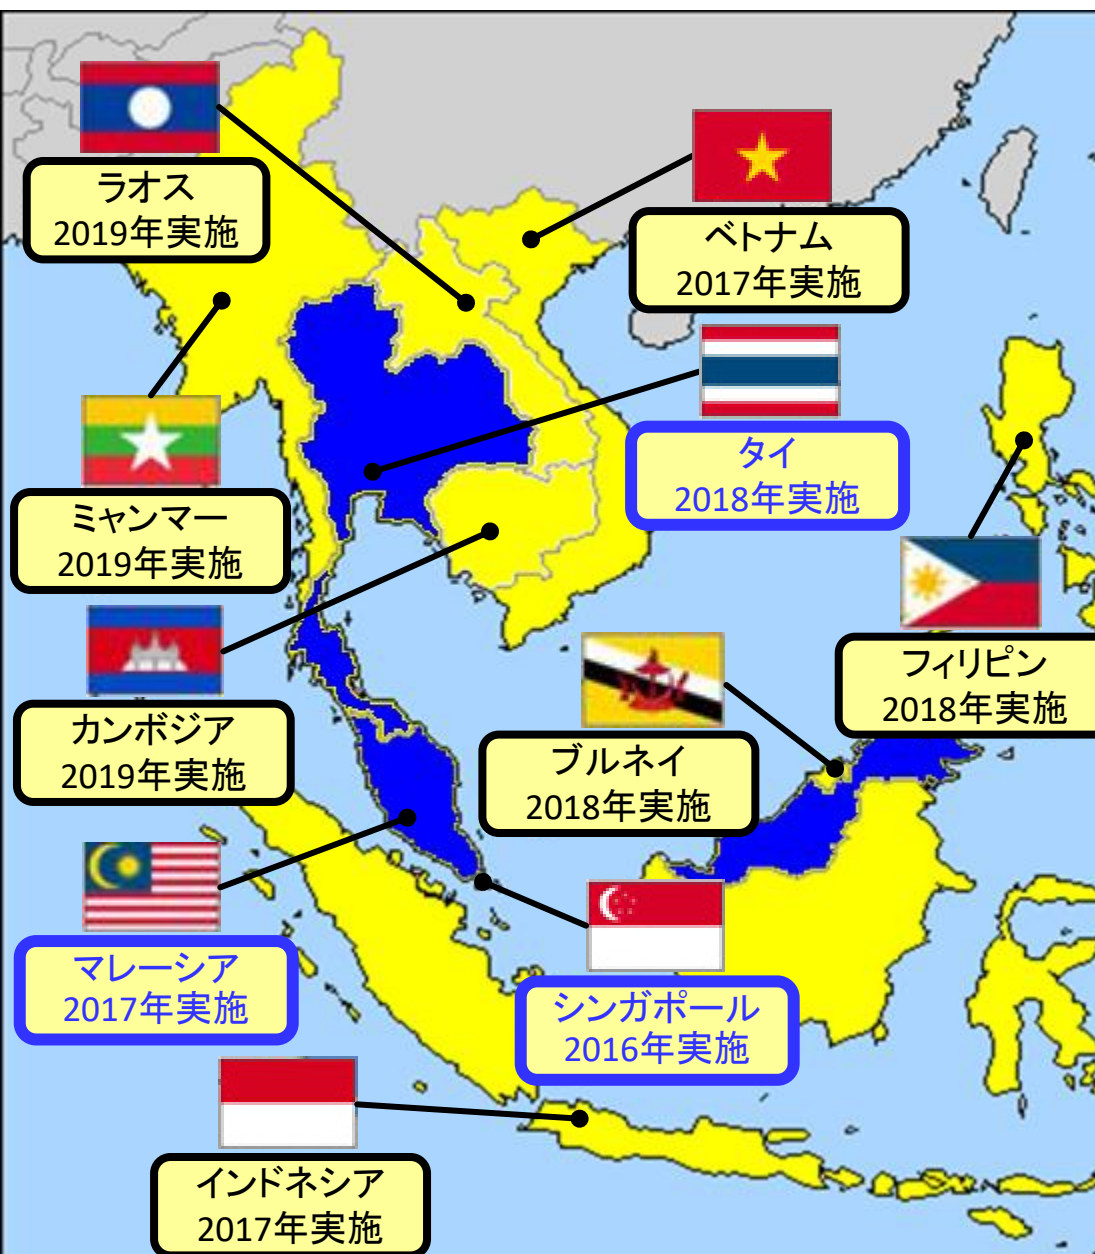 ラオス
2019年実施
ベトナム
2017年実施
タイ
2018年実施
ミャンマー
2019年実施
フィリピン
2018年実施
カンボジア
2019年実施
ブルネイ
2018年実施
マレーシア
2017年実施
シンガポール
2016年実施
インドネシア
2017年実施